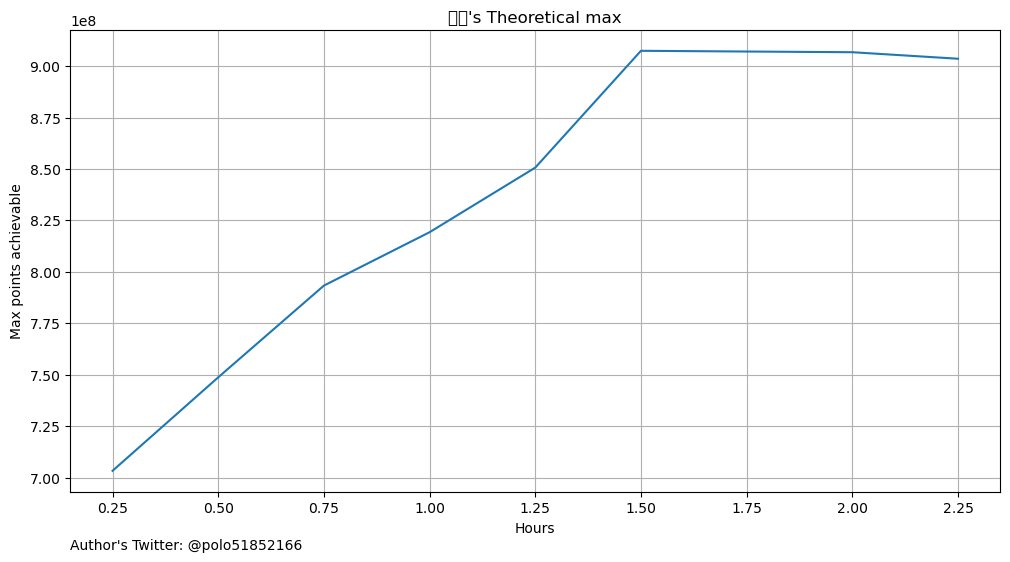 1e8
's Theoretical max
9.00
8.75
8.50
8.25
8.00
7.75
7.50
7.25
7.00
Max points achievable
0.25 0.50 0.75 1.00 1.25 1.50 1.75 2.00 2.25
Hours
Author's Twitter: @polo51852166